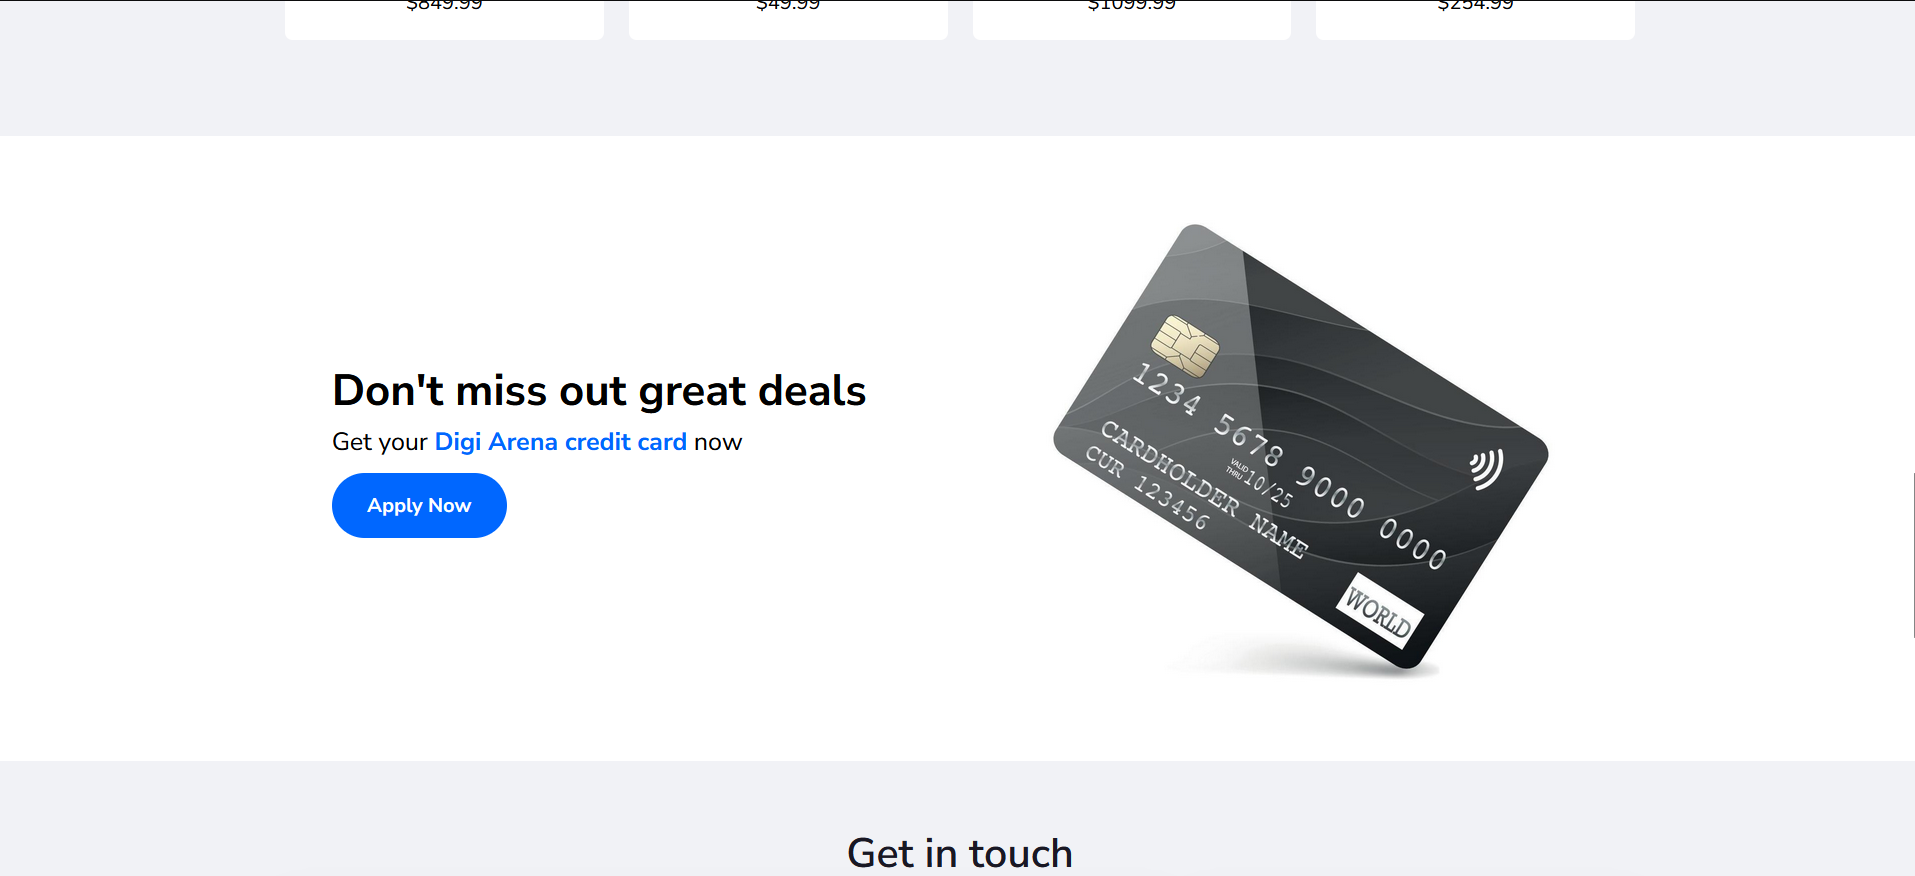 $849.99 $49.99 $1099.99 $254.99
Don't miss out great deals
Get your Digi Arena credit card now
Apply Now
1234 5678 9000 0000
VALID
THRU 10/25
CARDHOLDER NAME
CUR 123456
WORLD
Get in touch